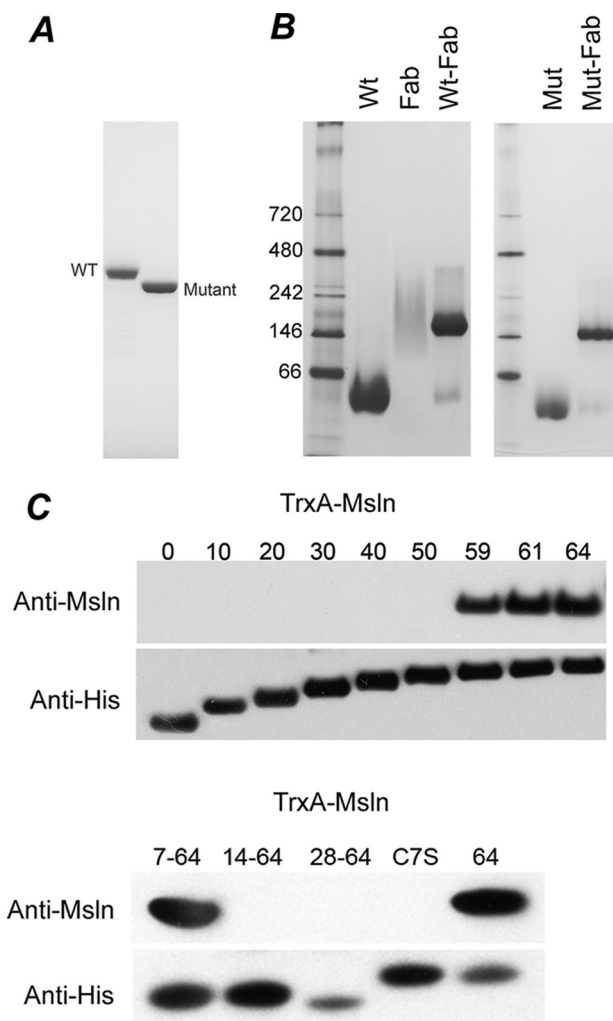 A
B
WT
Mutant
Wt
Fab
Wt-Fab
Mut
Mut-Fab
720
480
242
146
66
C
TrxA-Msln
0 10 20 30 40 50 59 61 64
Anti-Msln
Anti-His
TrxA-Msln
7-64 14-64 28-64 C7S 64
Anti-Msln
Anti-His